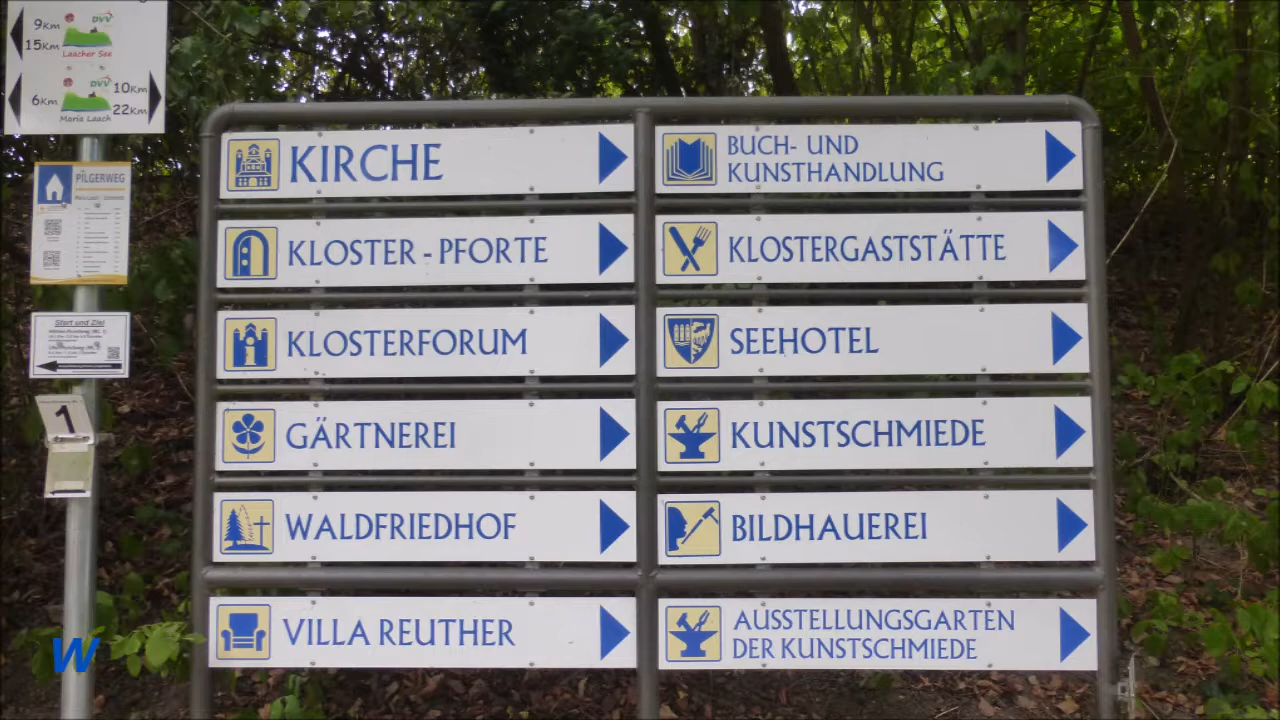 9Km
DVV
15Km
Laacher See
DVV
10Km
6Km
22Km
Maria Laach
PILGERWEG
Start und Ziel
1
KIRCHE
KLOSTER-PFORTE
KLOSTERFORUM
GÄRTNEREI
WALDFRIEDHOF
VILLA REUTHER
BUCH- UND
KUNSTHANDLUNG
KLOSTERGASTSTÄTTE
SEEHOTEL
KUNSTSCHMIEDE
BILDHAUEREI
AUSSTELLUNGSGARTEN
DER KUNSTSCHMIEDE
W